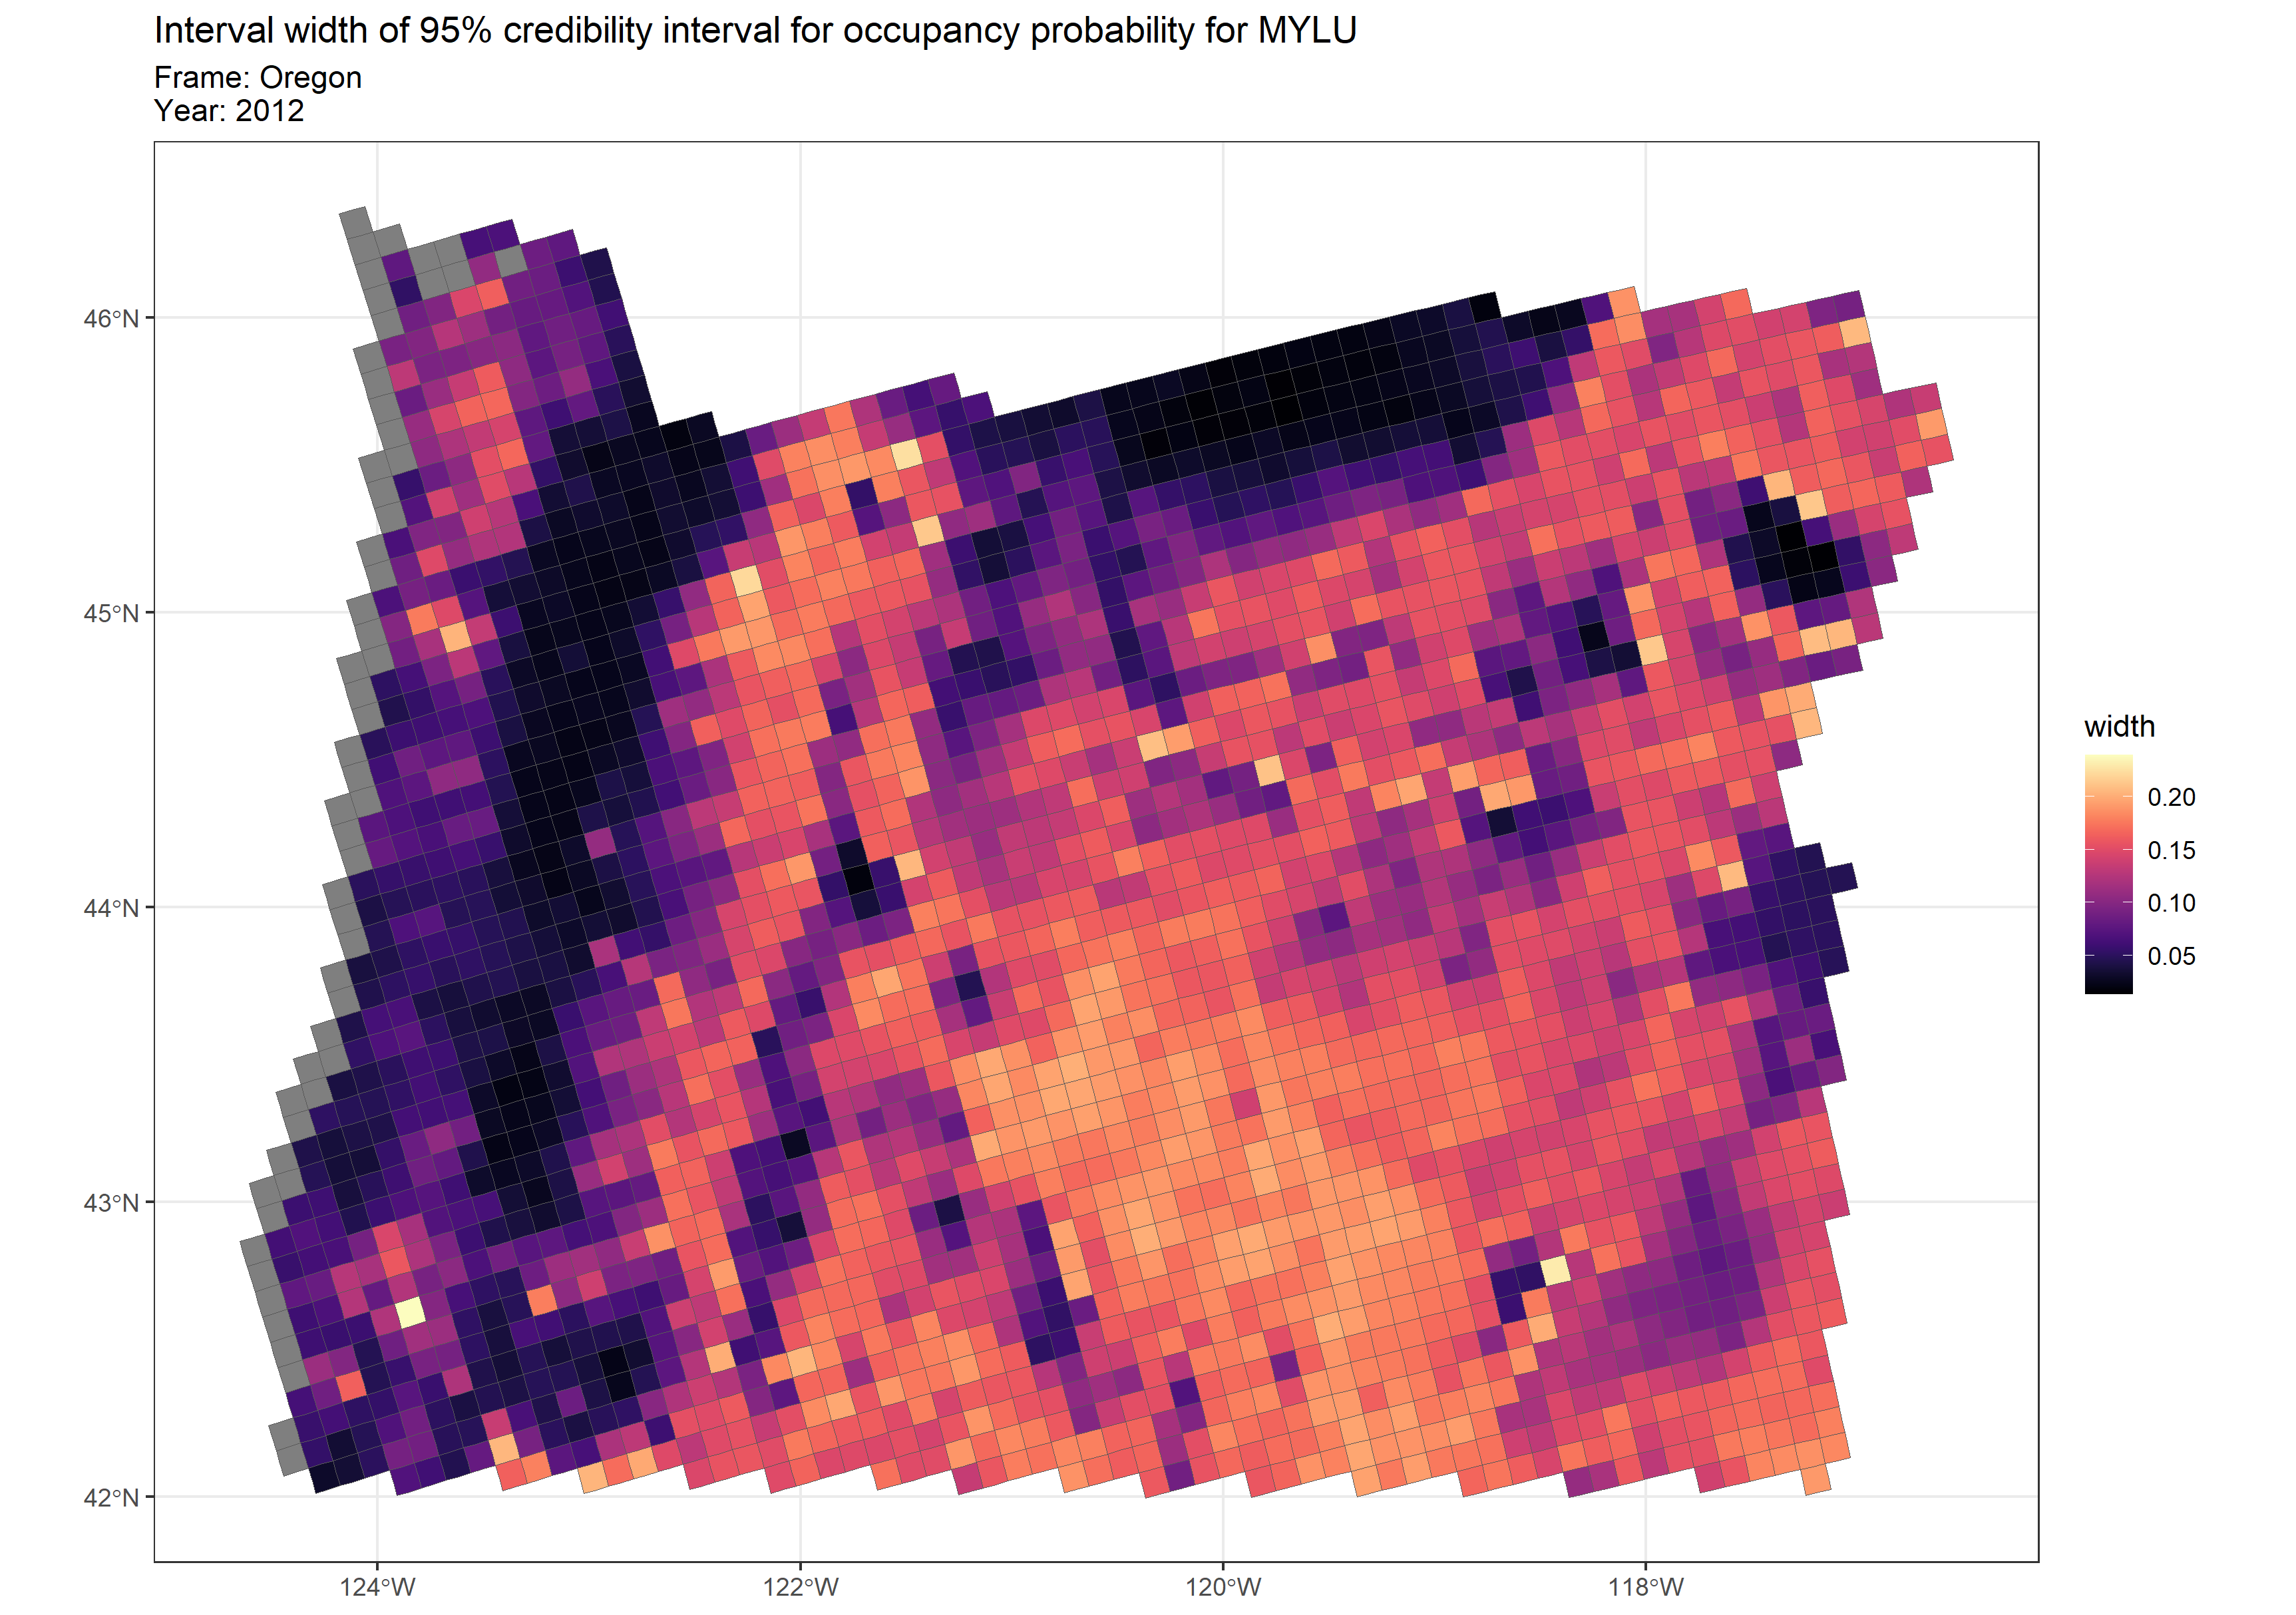 Interval width of 95% credibility interval for occupancy probability for MYLU
Frame: Oregon
Year: 2012
46°N
45°N
44°N
43°N
42°N
124°W
122°W
120°W
118°W
width
0.20
0.15
0.10
0.05